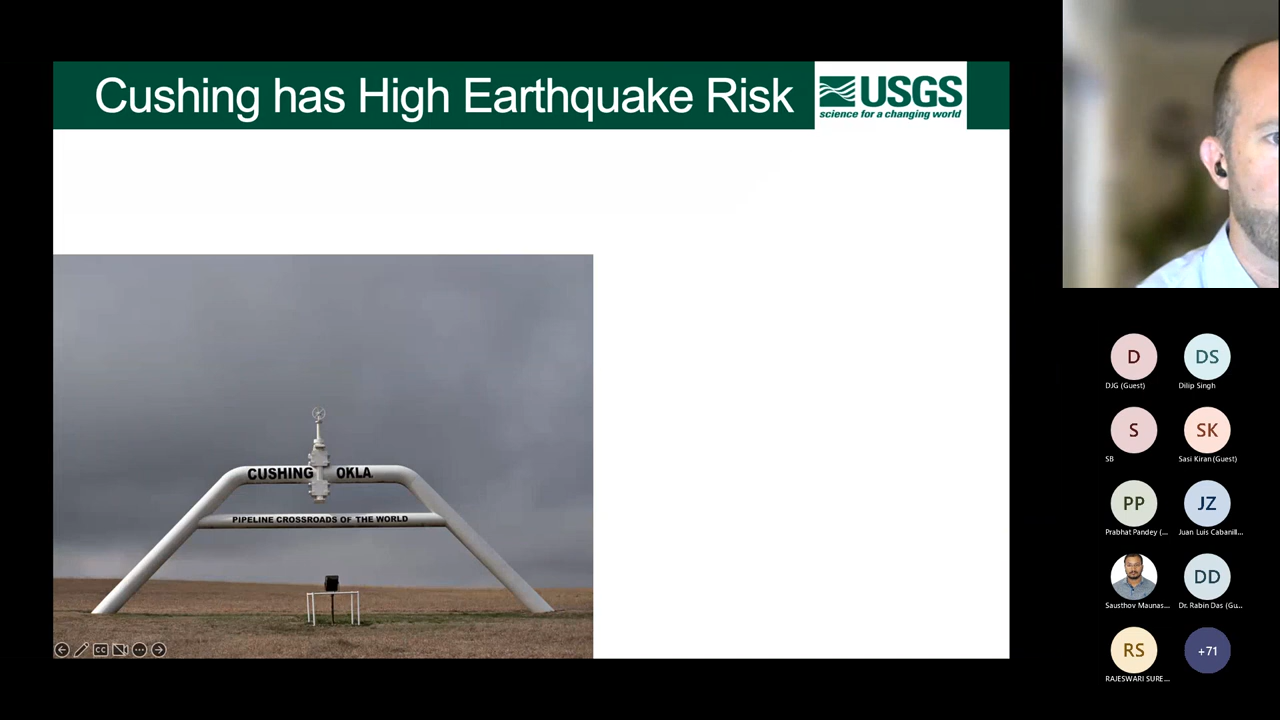 Cushing has High Earthquake Risk
USGS
science for a changing world
CUSHING OKLA.
PIPELINE CROSSROADS OF THE WORLD
CC
D
DJG (Guest)
DS
Dilip Singh
S
SB
SK
Sasi Kiran (Guest)
PP
Prabhat Pandey (...
JZ
Juan Luis Cabanill...
Sausthov Maunas...
DD
Dr. Rabin Das (Gu...
RS
RAJESWARI SURE...
+71